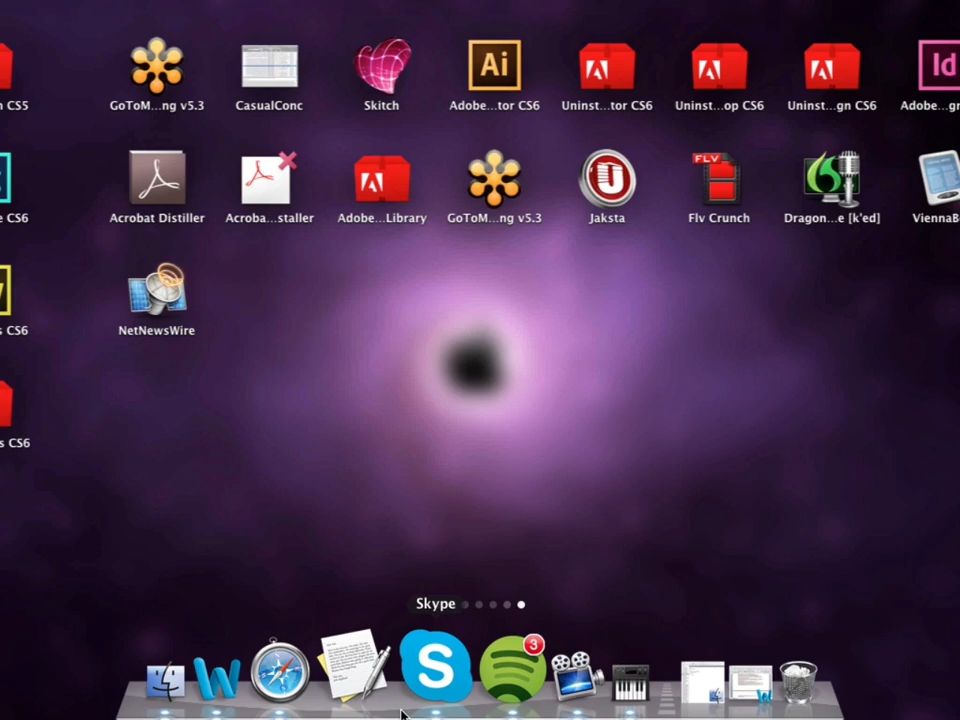 n CS5
GoToM...ng v5.3
CasualConc
Skitch
Ai
Adobe...tor CS6
Uninst...tor CS6
Uninst...op CS6
Uninst...gn CS6
Id
Adobe...gn
e CS6
Acrobat Distiller
Acroba...staller
Adobe...Library
GoToM...ng v5.3
Jaksta
FLV
Flv Crunch
Dragon...e [k'ed]
ViennaB
s CS6
NetNewsWire
s CS6
Skype
W
S
3